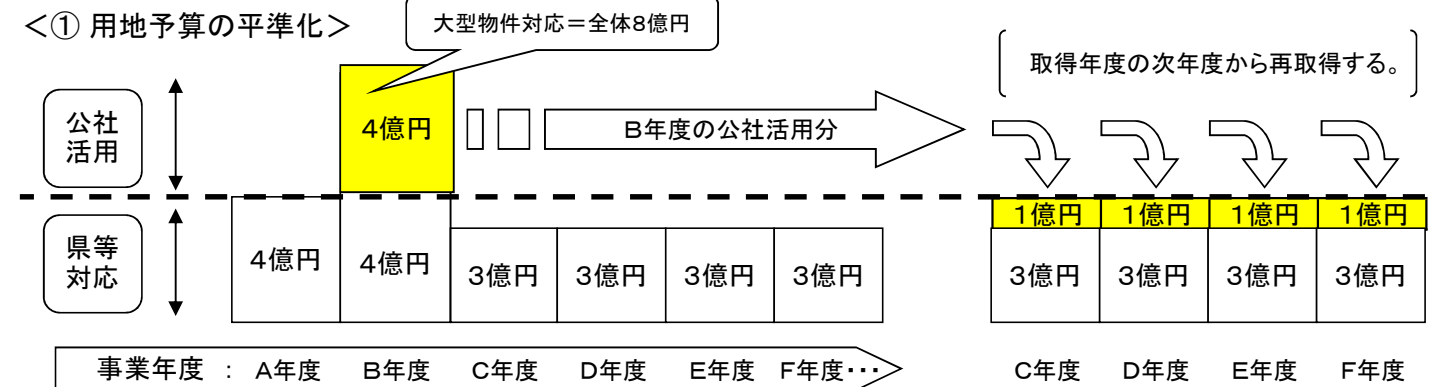 ＜① 用地予算の平準化＞
大型物件対応＝全体８億円
取得年度の次年度から再取得する。
公社
活用
４億円
Ｂ年度の公社活用分
県等
対応
４億円
４億円
３億円
３億円
３億円
３億円
１億円
１億円
１億円
１億円
３億円
３億円
３億円
３億円
事業年度 ： Ａ年度 Ｂ年度 Ｃ年度 Ｄ年度 Ｅ年度 Ｆ年度・・・
Ｃ年度 Ｄ年度 Ｅ年度 Ｆ年度